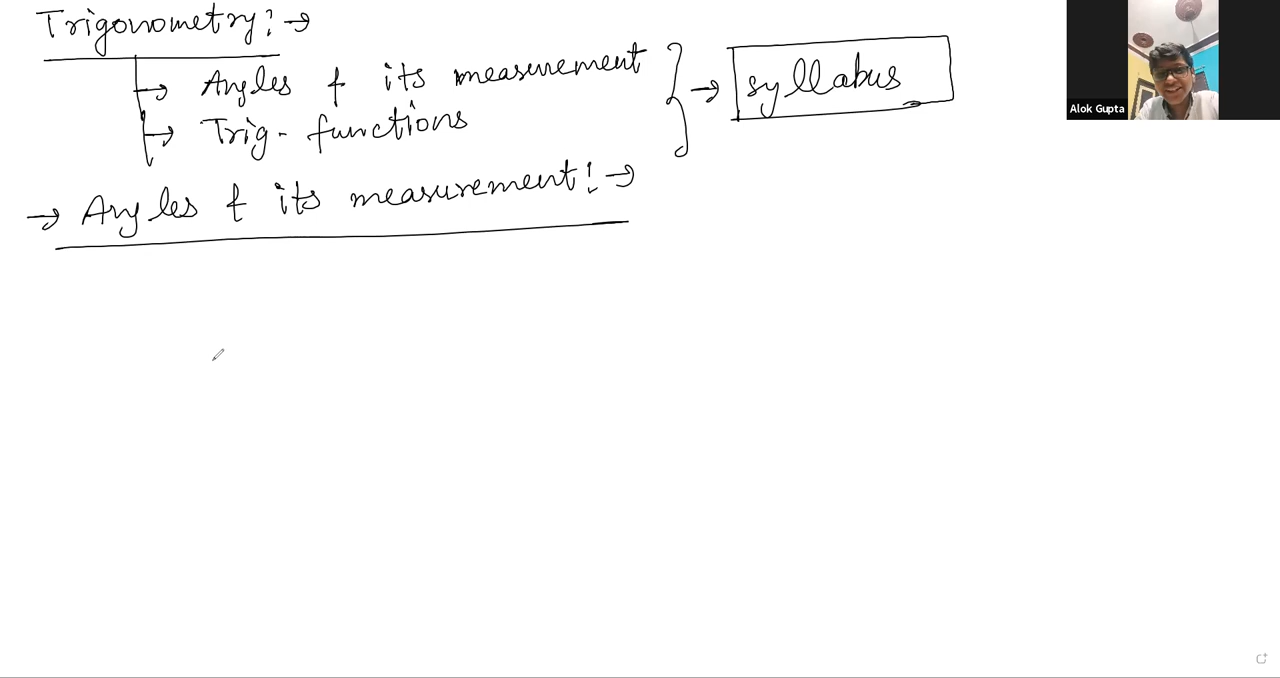 Trigonometry :→
→ Angles & its measurement } → syllabus
→ Trig - functions
→ Angles & its measurement :→
Alok Gupta